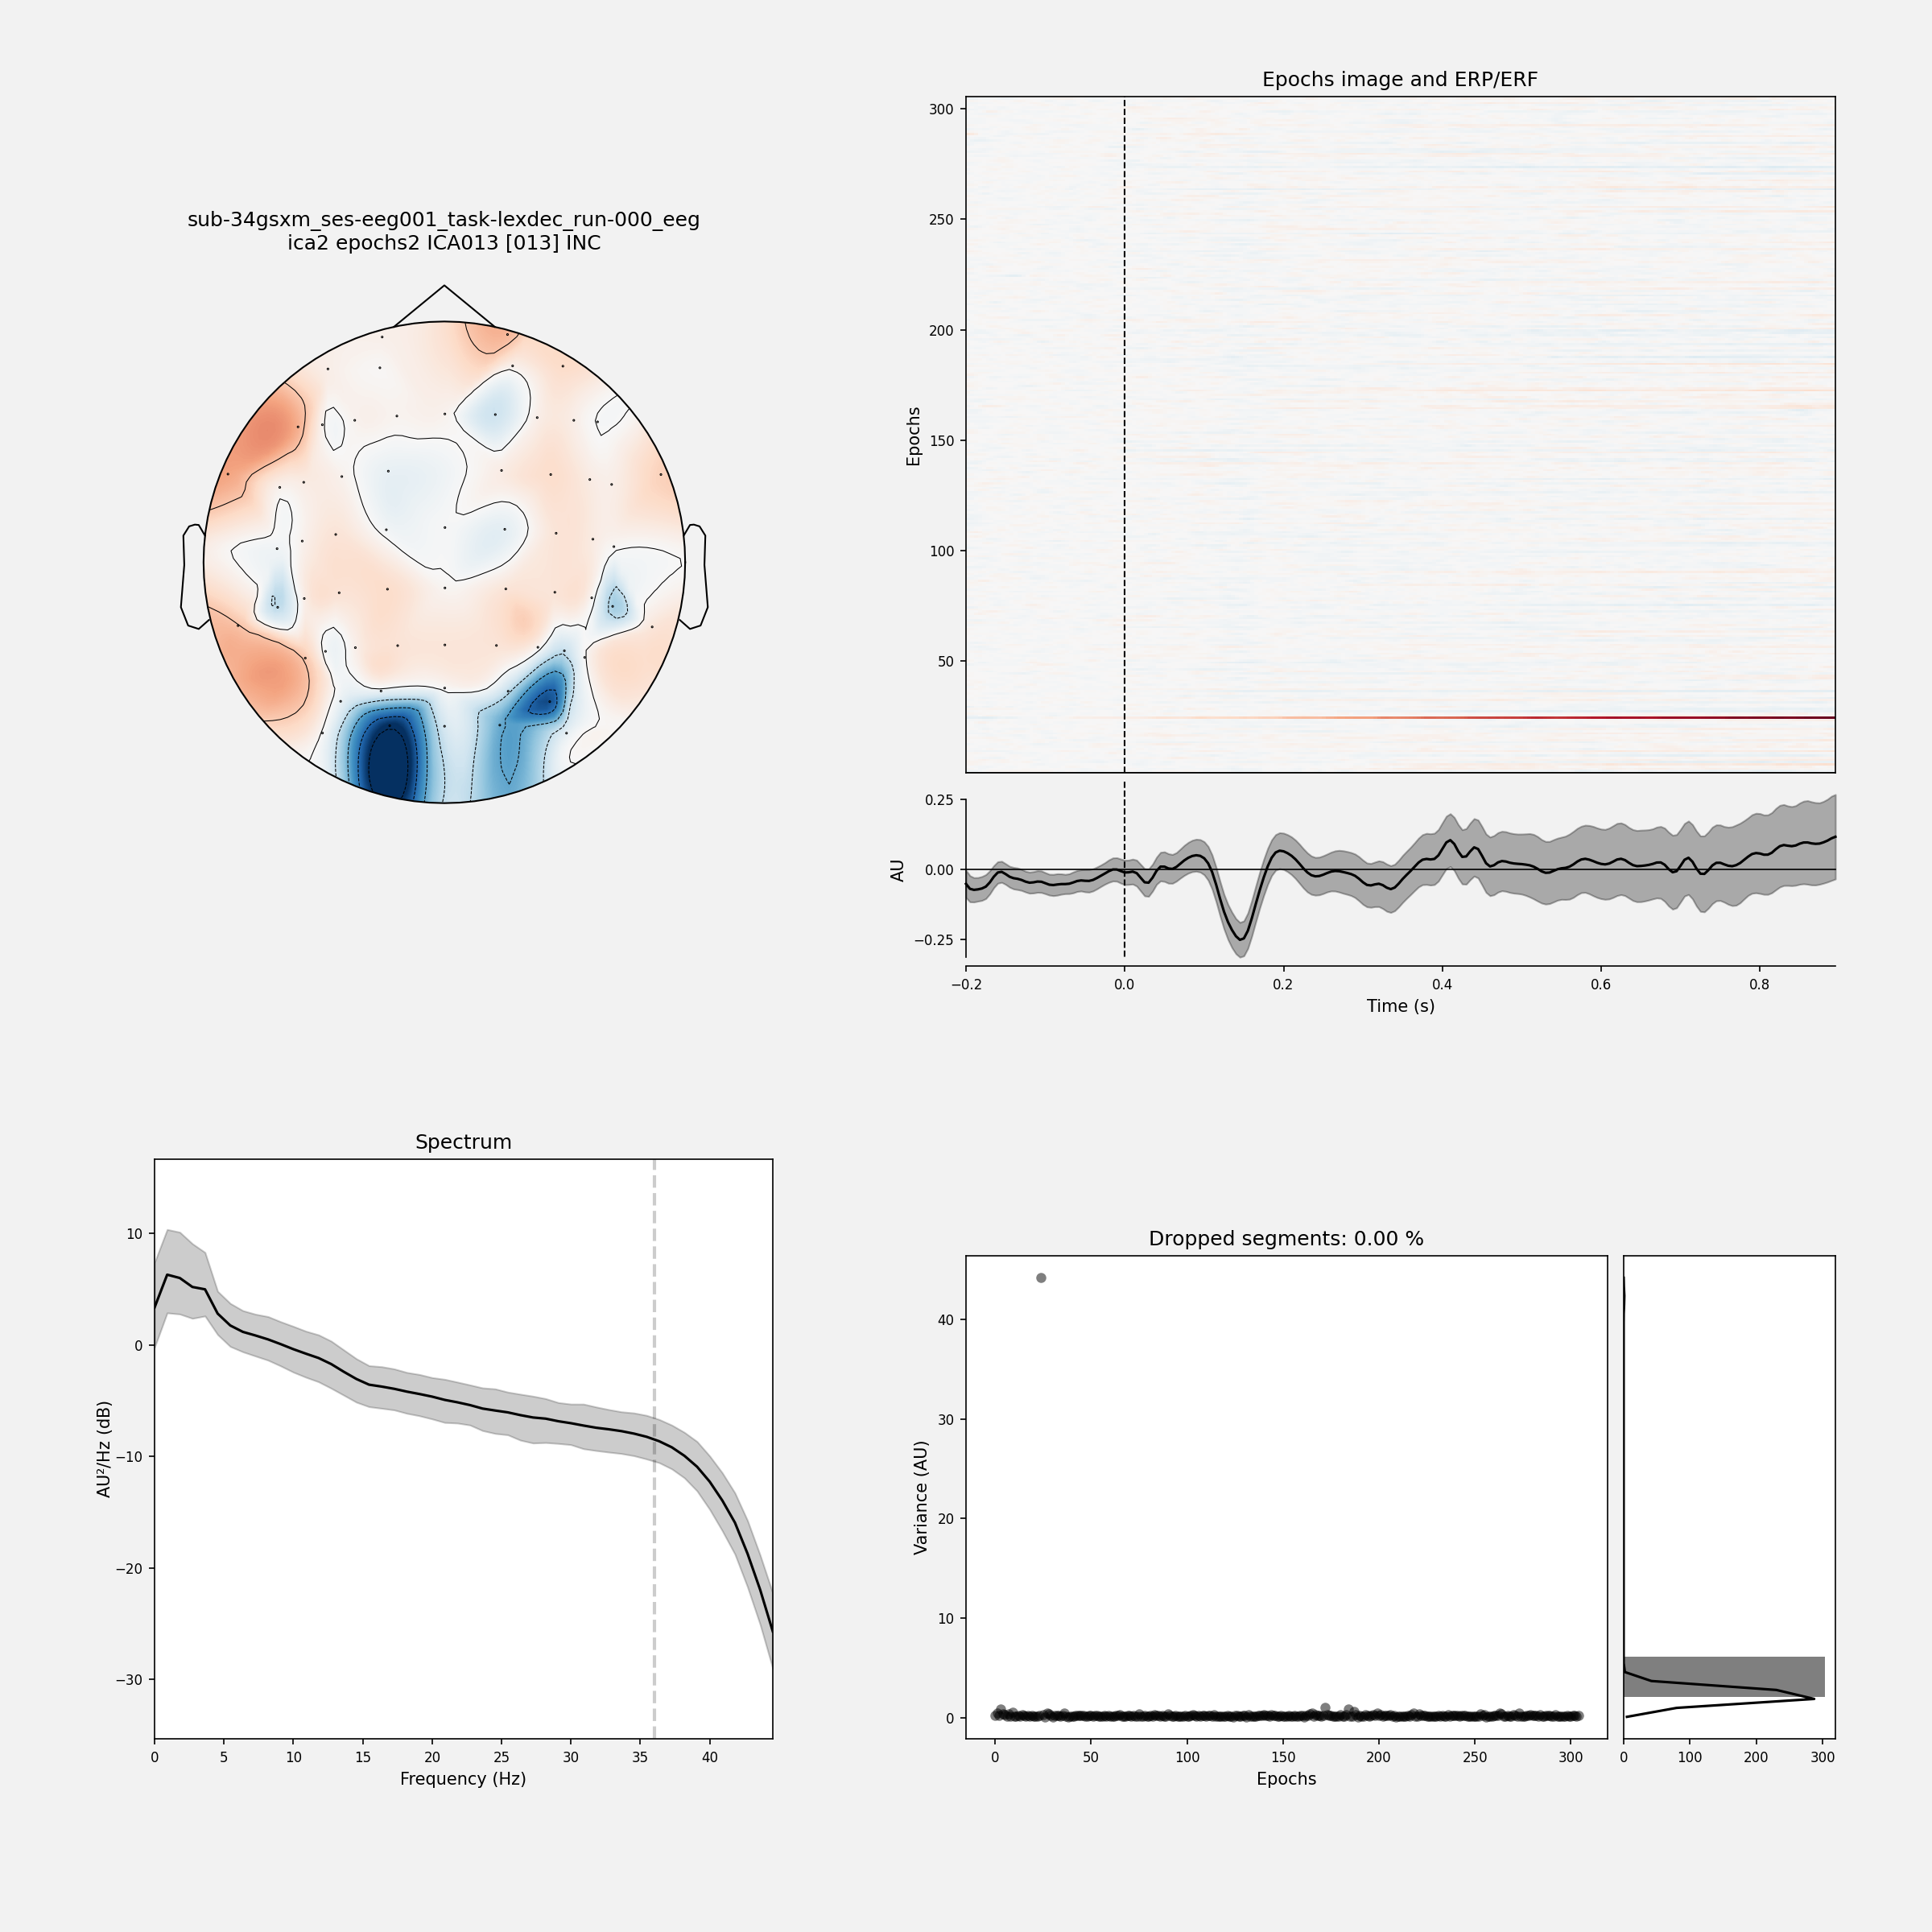 sub-34gsxm_ses-eeg001_task-lexdec_run-000_eeg
ica2 epochs2 ICA013 [013] INC
Epochs image and ERP/ERF
300
250
200
150
100
50
Epochs
0.25
0.00
−0.25
AU
−0.2 0.0 0.2 0.4 0.6 0.8
Time (s)
Spectrum
10
0
−10
−20
−30
AU²/Hz (dB)
0 5 10 15 20 25 30 35 40
Frequency (Hz)
Dropped segments: 0.00 %
40
30
20
10
0
Variance (AU)
0 50 100 150 200 250 300
Epochs
0 100 200 300